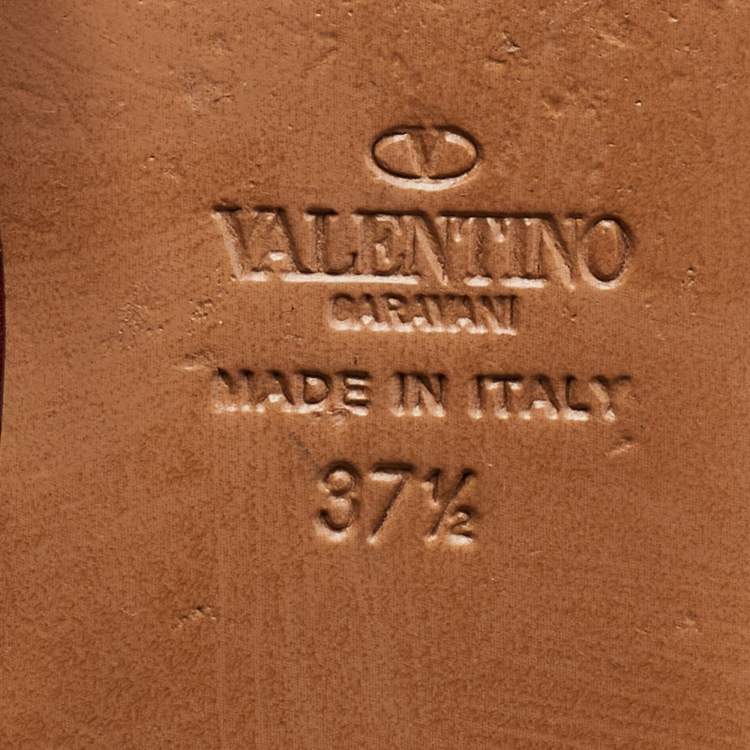 V
VALENTINO
GARAVANI
MADE IN ITALY
37½